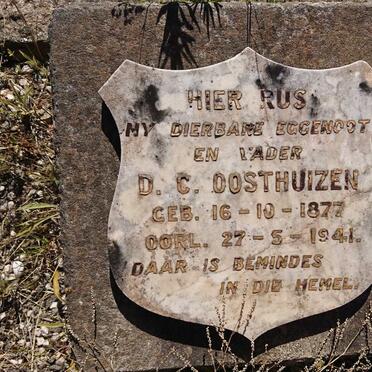 HIER RUS
MY DIERBARE EGGENOOT
EN VADER
D. C. OOSTHUIZEN
GEB. 16-10-1877
OORL. 27-5-1941.
DAAR IS BEMINDES
IN DIE HEMEL.